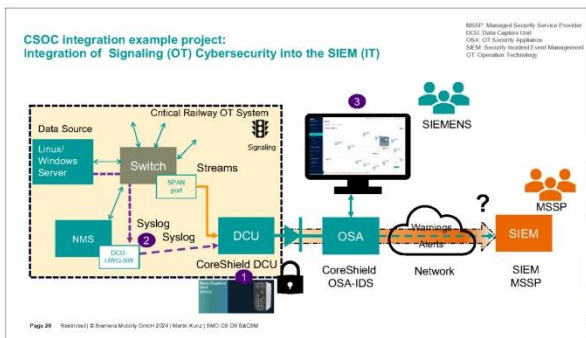 CSOC integration example project:
Integration of Signaling (OT) Cybersecurity into the SIEM (IT)
MSSP: Managed Security Service Provider
DCU: Data Capture Unit
OSA: OT Security Appliance
SIEM: Security Incident Event Management
OT: Operation Technology
Critical Railway OT System
Data Source
Linux/
Windows
Server
Switch
SPAN
port
Streams
Signaling
3
SIEMENS
MSSP
?
Syslog
2
Syslog
NMS
DCU-
UWG-SW
DCU
CoreShield DCU
1
OSA
CoreShield
OSA-IDS
Warnings
Alerts
Network
SIEM
SIEM
MSSP
Page 26 Restricted | © Siemens Mobility GmbH 2024 | Martin Kunz | SMO CS DS B&CSM